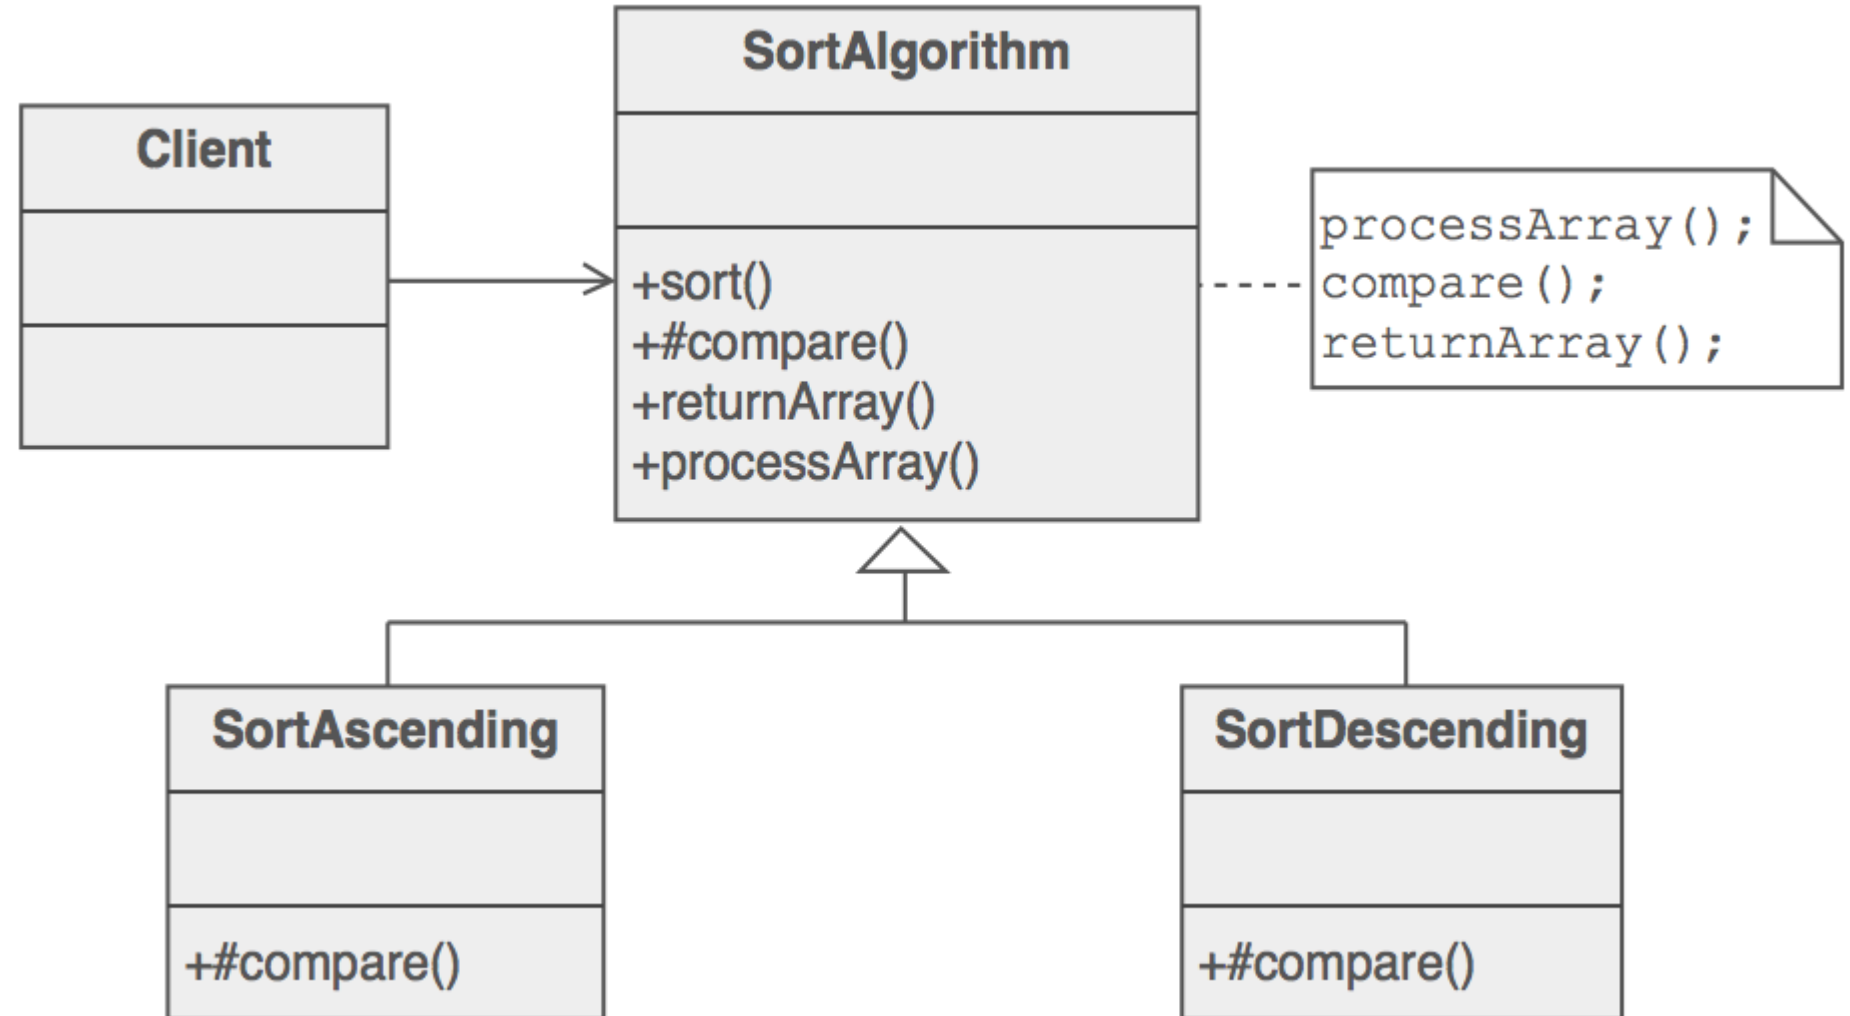 SortAlgorithm
Client
+sort()
+#compare()
+returnArray()
+processArray()
processArray();
compare();
returnArray();
SortAscending
+#compare()
SortDescending
+#compare()